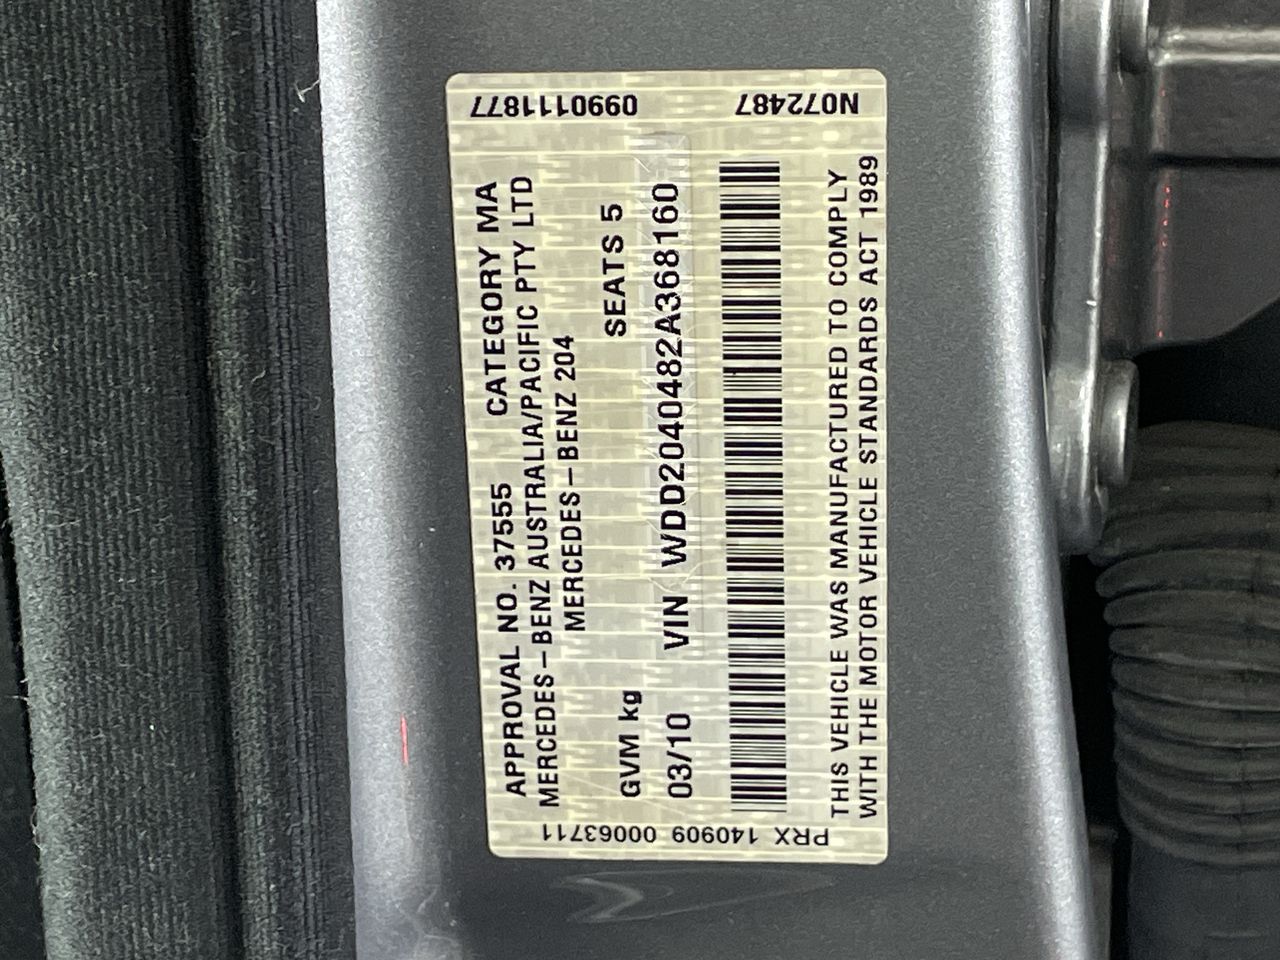 APPROVAL NO. 37555 CATEGORY MA
MERCEDES-BENZ AUSTRALIA/PACIFIC PTY LTD
MERCEDES-BENZ 204
GVM kg SEATS 5
03/10 VIN WDD2040482A368160
THIS VEHICLE WAS MANUFACTURED TO COMPLY
WITH THE MOTOR VEHICLE STANDARDS ACT 1989
0990111877 N072487
PRX 140909 00063711